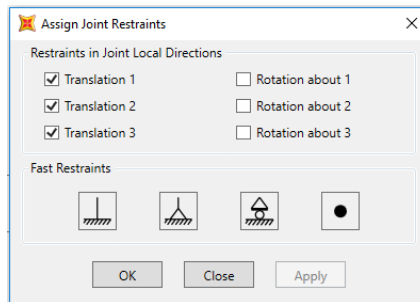 Assign Joint Restraints
Restraints in Joint Local Directions
Translation 1 Rotation about 1
Translation 2 Rotation about 2
Translation 3 Rotation about 3
Fast Restraints
OK Close Apply